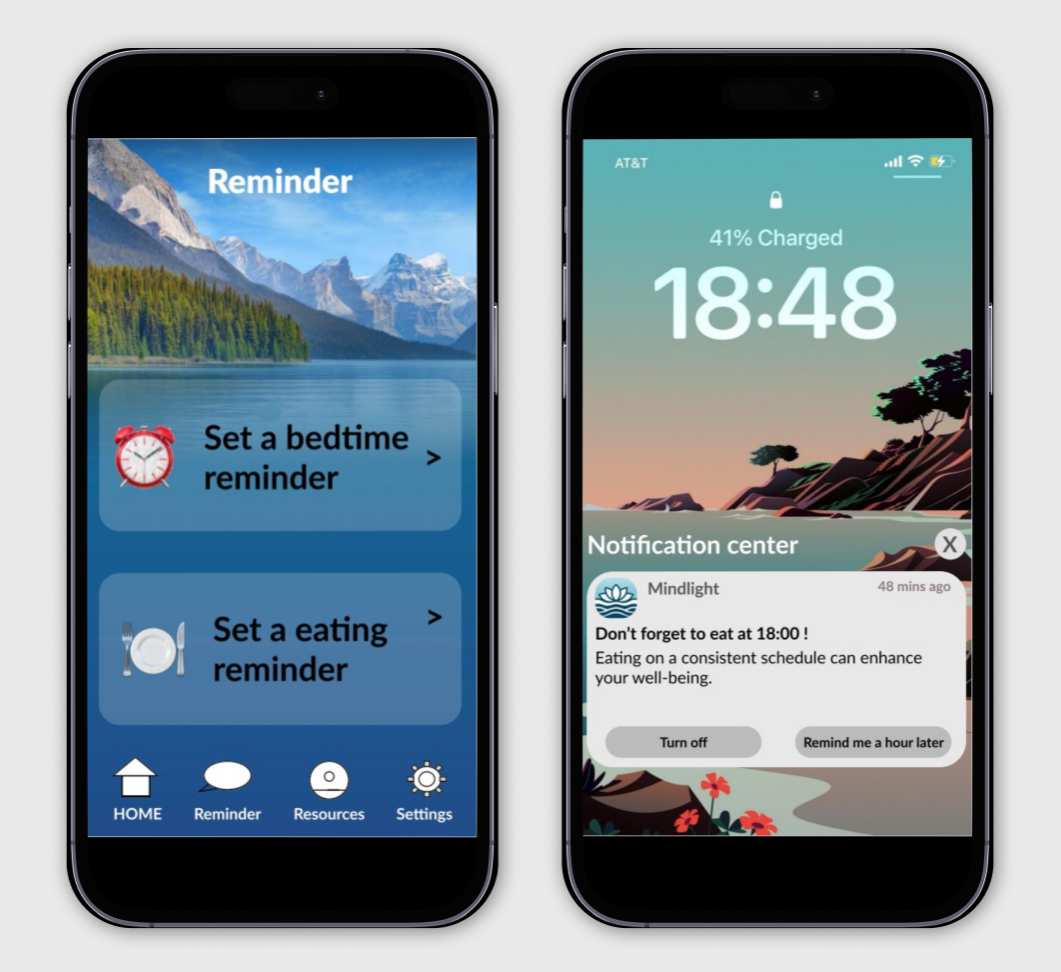 Reminder
Set a bedtime
reminder
>
Set a eating
reminder
>
HOME
Reminder
Resources
Settings
AT&T
41% Charged
18:48
Notification center
X
Mindlight
48 mins ago
Don't forget to eat at 18:00 !
Eating on a consistent schedule can enhance
your well-being.
Turn off
Remind me a hour later